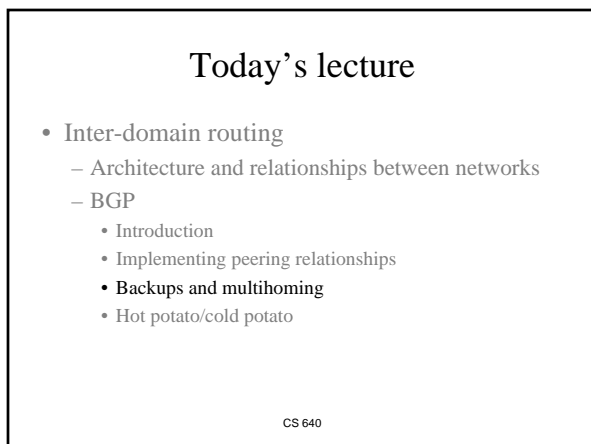 Today's lecture
• Inter-domain routing
– Architecture and relationships between networks
– BGP
• Introduction
• Implementing peering relationships
• Backups and multihoming
• Hot potato/cold potato
CS 640